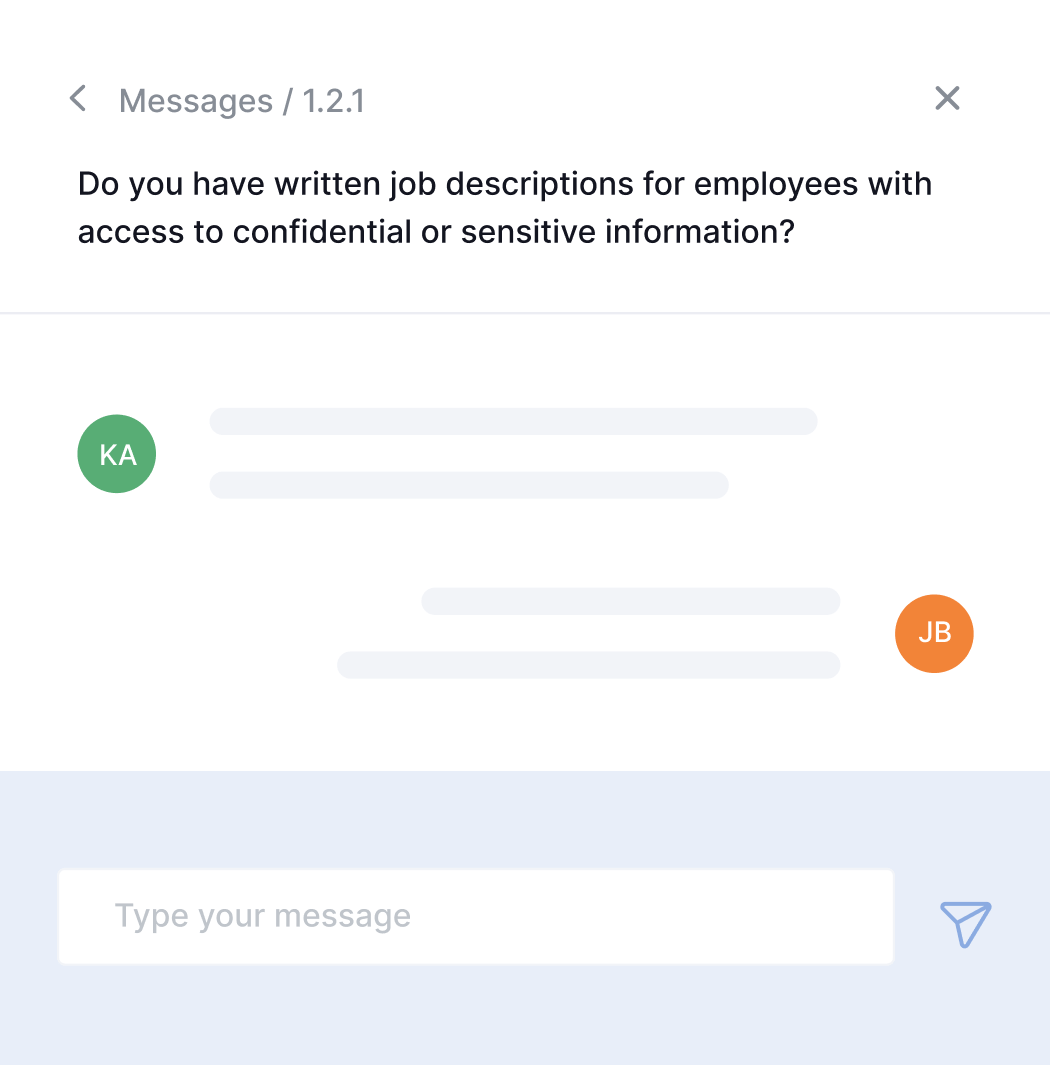 Messages / 1.2.1
Do you have written job descriptions for employees with
access to confidential or sensitive information?
KA
JB
Type your message